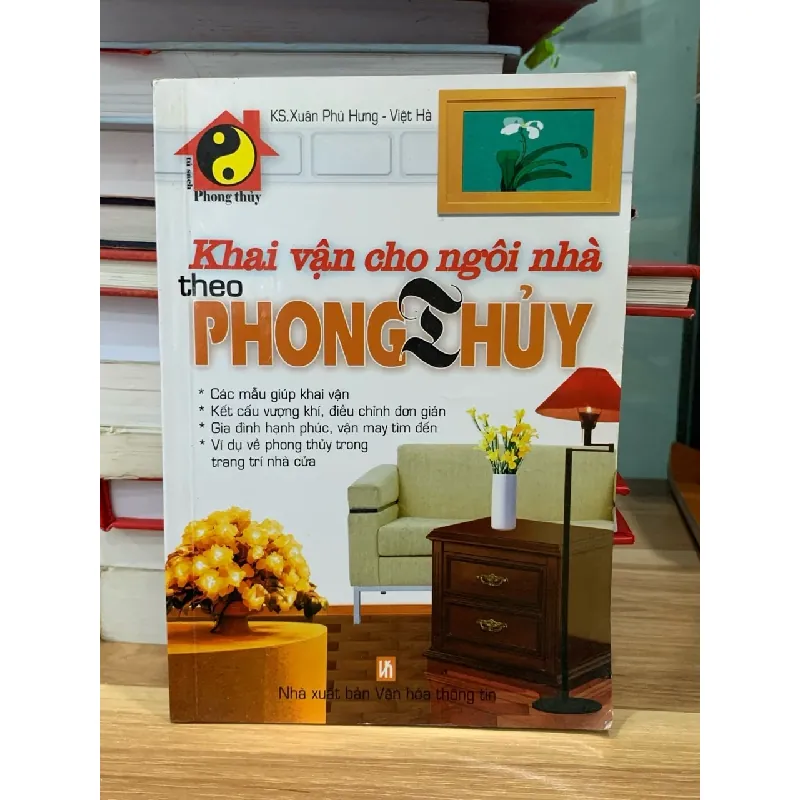 KS.Xuân Phú Hưng - Việt Hà
tủ sách
Phong thủy
Khai vận cho ngôi nhà
theo
PHONG THỦY
* Các mẫu giúp khai vận
* Kết cấu vượng khí, điều chỉnh đơn giản
* Gia đình hạnh phúc, vận may tìm đến
* Ví dụ về phong thủy trong
trang trí nhà cửa
Nhà xuất bản Văn hóa thông tin